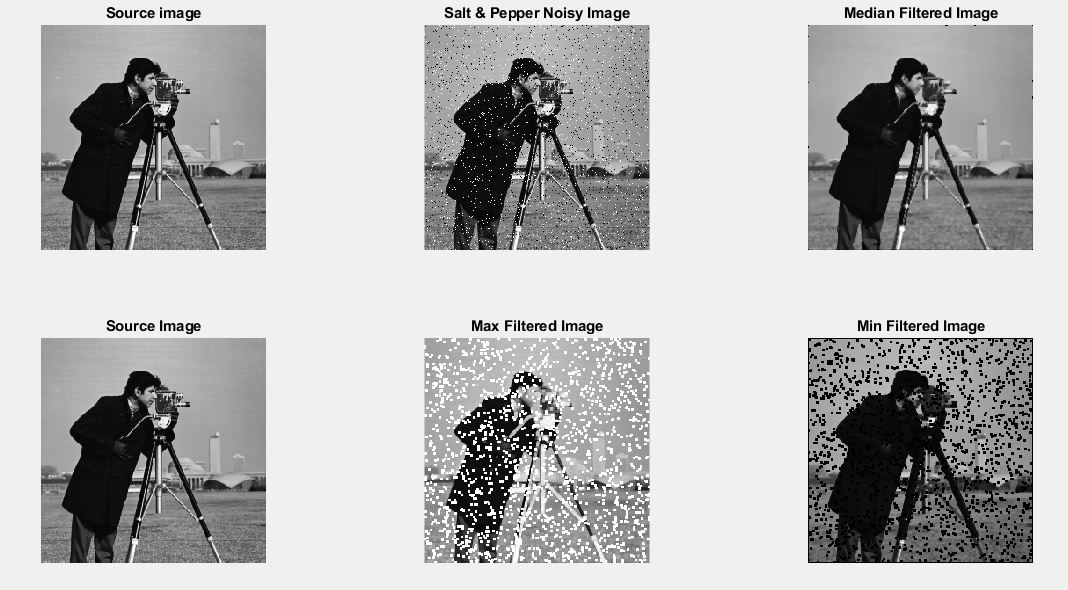 Source image
Salt & Pepper Noisy Image
Median Filtered Image
Source Image
Max Filtered Image
Min Filtered Image